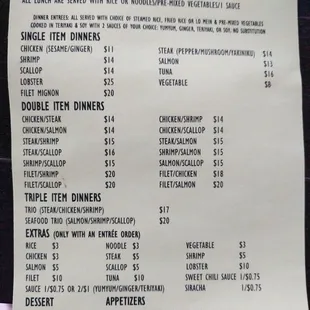 ALL LUNCH ARE SERVED WITH RICE OR NOODLES/PRE-MIXED VEGETABLES/1 SAUCE
DINNER ENTREES: ALL SERVED WITH CHOICE OF STEAMED RICE, FRIED RICE OR LO MEIN & PRE-MIXED VEGETABLES
COOKED IN TERIYAKI & SOY WITH 2 SAUCES OF YOUR CHOICE: YUMYUM, GINGER, TERIYAKI, OR SOY; NO SUBSTITUTION
SINGLE ITEM DINNERS
CHICKEN (SESAME/GINGER) $11 STEAK (PEPPER/MUSHROOM/YAKINIKU) $14
SHRIMP $14 SALMON $13
SCALLOP $14 TUNA $16
LOBSTER $25 VEGETABLE $8
FILET MIGNON $20
DOUBLE ITEM DINNERS
CHICKEN/STEAK $14 CHICKEN/SHRIMP $14
CHICKEN/SALMON $14 CHICKEN/SCALLOP $14
STEAK/SHRIMP $15 STEAK/SALMON $15
STEAK/SCALLOP $16 SHRIMP/SALMON $15
SHRIMP/SCALLOP $15 SALMON/SCALLOP $15
FILET/SHRIMP $20 FILET/CHICKEN $18
FILET/SCALLOP $20 FILET/SALMON $20
TRIPLE ITEM DINNERS
TRIO (STEAK/CHICKEN/SHRIMP) $17
SEAFOOD TRIO (SALMON/SHRIMP/SCALLOP) $20
EXTRAS (ONLY WITH AN ENTRÉE ORDER)
RICE $3 NOODLE $3 VEGETABLE $3
CHICKEN $3 STEAK $5 SHRIMP $5
SALMON $5 SCALLOP $5 LOBSTER $10
FILET $10 TUNA $10 SWEET CHILI SAUCE 1/$0.75
SAUCE 1/$0.75 OR 2/$1 (YUMYUM/GINGER/TERIYAKI) SIRACHA 1/$0.75
DESSERT APPETIZERS